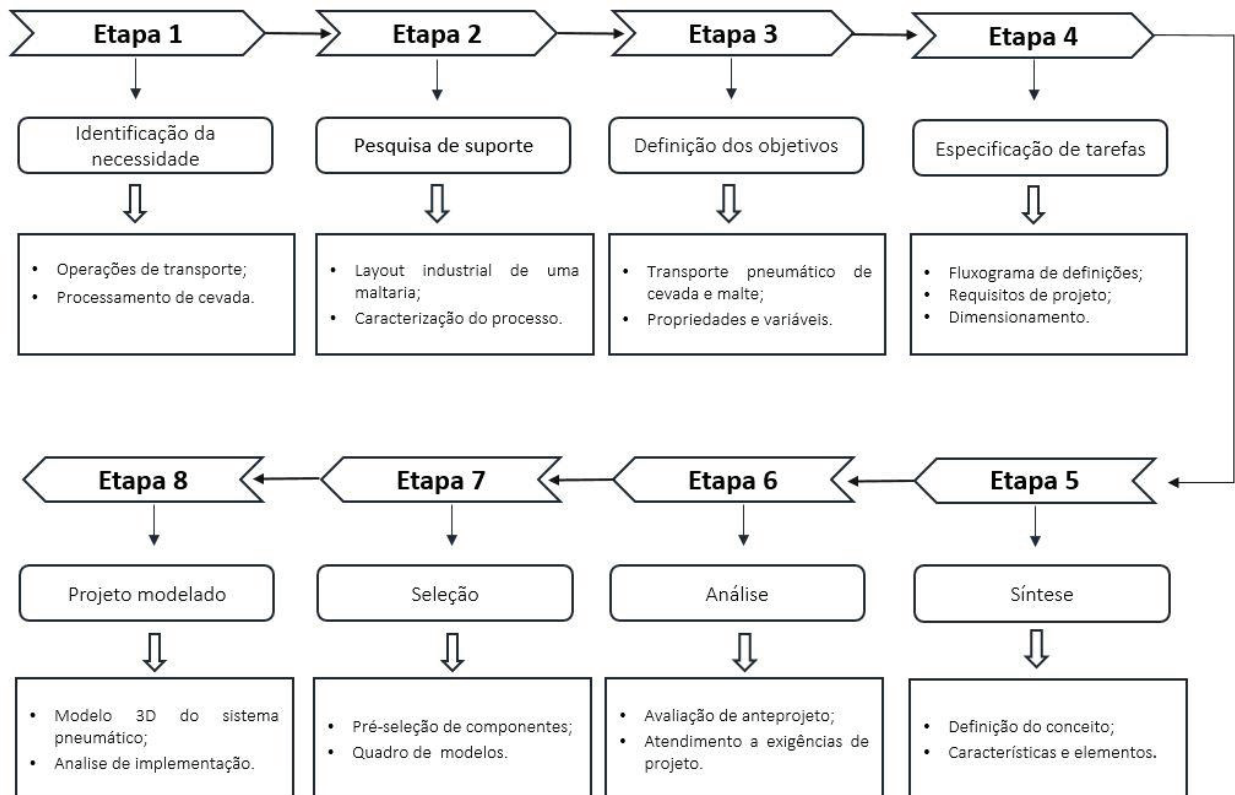 Etapa 1
Identificação da
necessidade
• Operações de transporte;
• Processamento de cevada.
Etapa 2
Pesquisa de suporte
• Layout industrial de uma
maltaria;
• Caracterização do processo.
Etapa 3
Definição dos objetivos
• Transporte pneumático de
cevada e malte;
• Propriedades e variáveis.
Etapa 4
Especificação de tarefas
• Fluxograma de definições;
• Requisitos de projeto;
• Dimensionamento.
Etapa 5
Síntese
• Definição do conceito;
• Características e elementos.
Etapa 6
Análise
• Avaliação de anteprojeto;
• Atendimento a exigências de
projeto.
Etapa 7
Seleção
• Pré-seleção de componentes;
• Quadro de modelos.
Etapa 8
Projeto modelado
• Modelo 3D do sistema
pneumático;
• Analise de implementação.